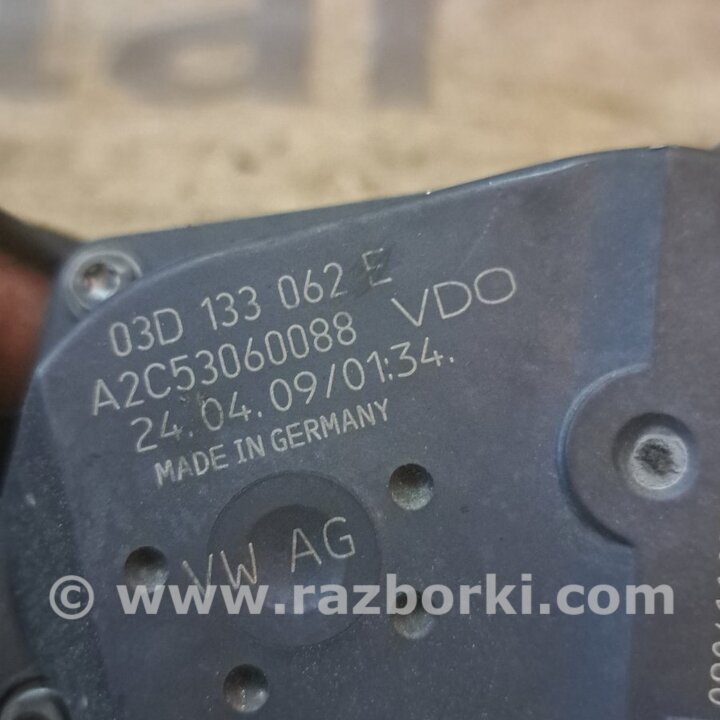 03D 133 062 E
A2C53060088 VDO
24.04.09/01:34.
MADE IN GERMANY
VW AG
© www.razborki.com